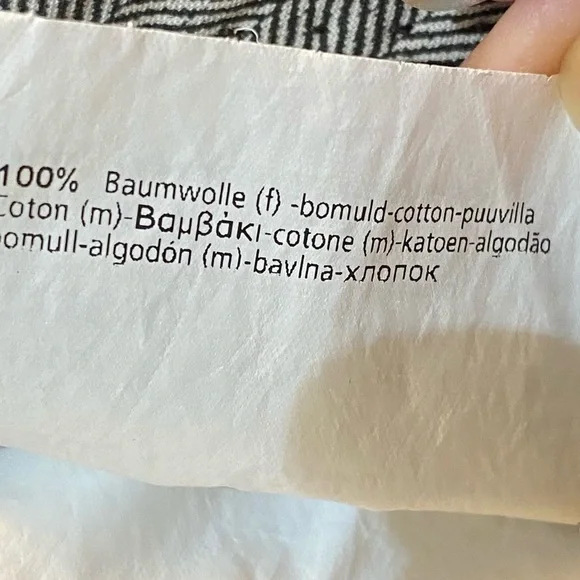 100% Baumwolle (f) -bomuld-cotton-puuvilla
Coton (m)-Βαμβάκι-cotone (m)-katoen-algodão
bomull-algodón (m)-bavlna-хлопок